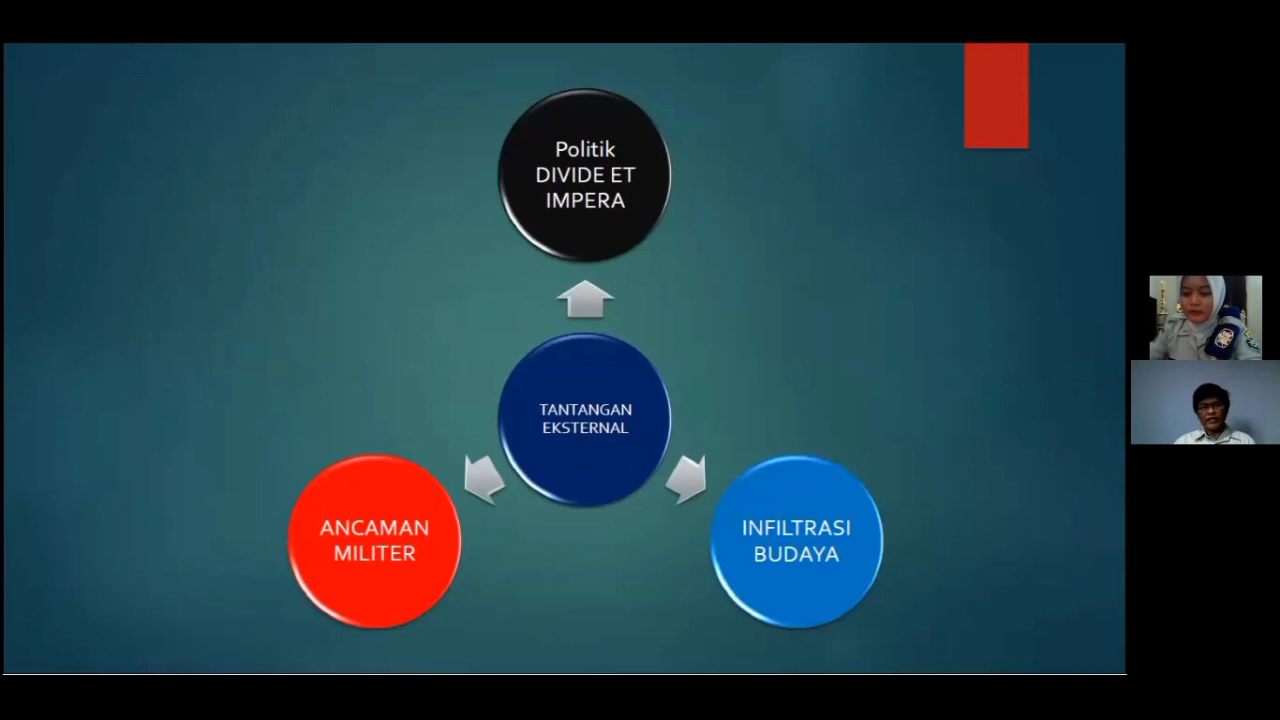 Politik
DIVIDE ET
IMPERA
TANTANGAN
EKSTERNAL
ANCAMAN
MILITER
INFILTRASI
BUDAYA